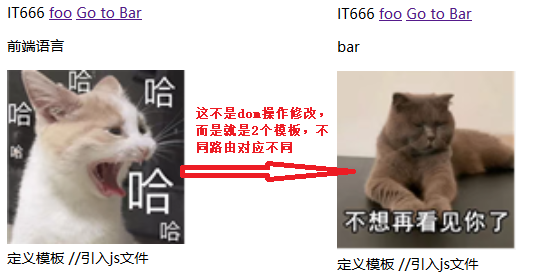 IT666 foo Go to Bar
前端语言
哈
哈
哈
哈
哈
定义模板 //引入js文件
这不是dom操作修改,
而是就是2个模板,不
同路由对应不同
IT666 foo Go to Bar
bar
不想再看见你了
定义模板 //引入js文件